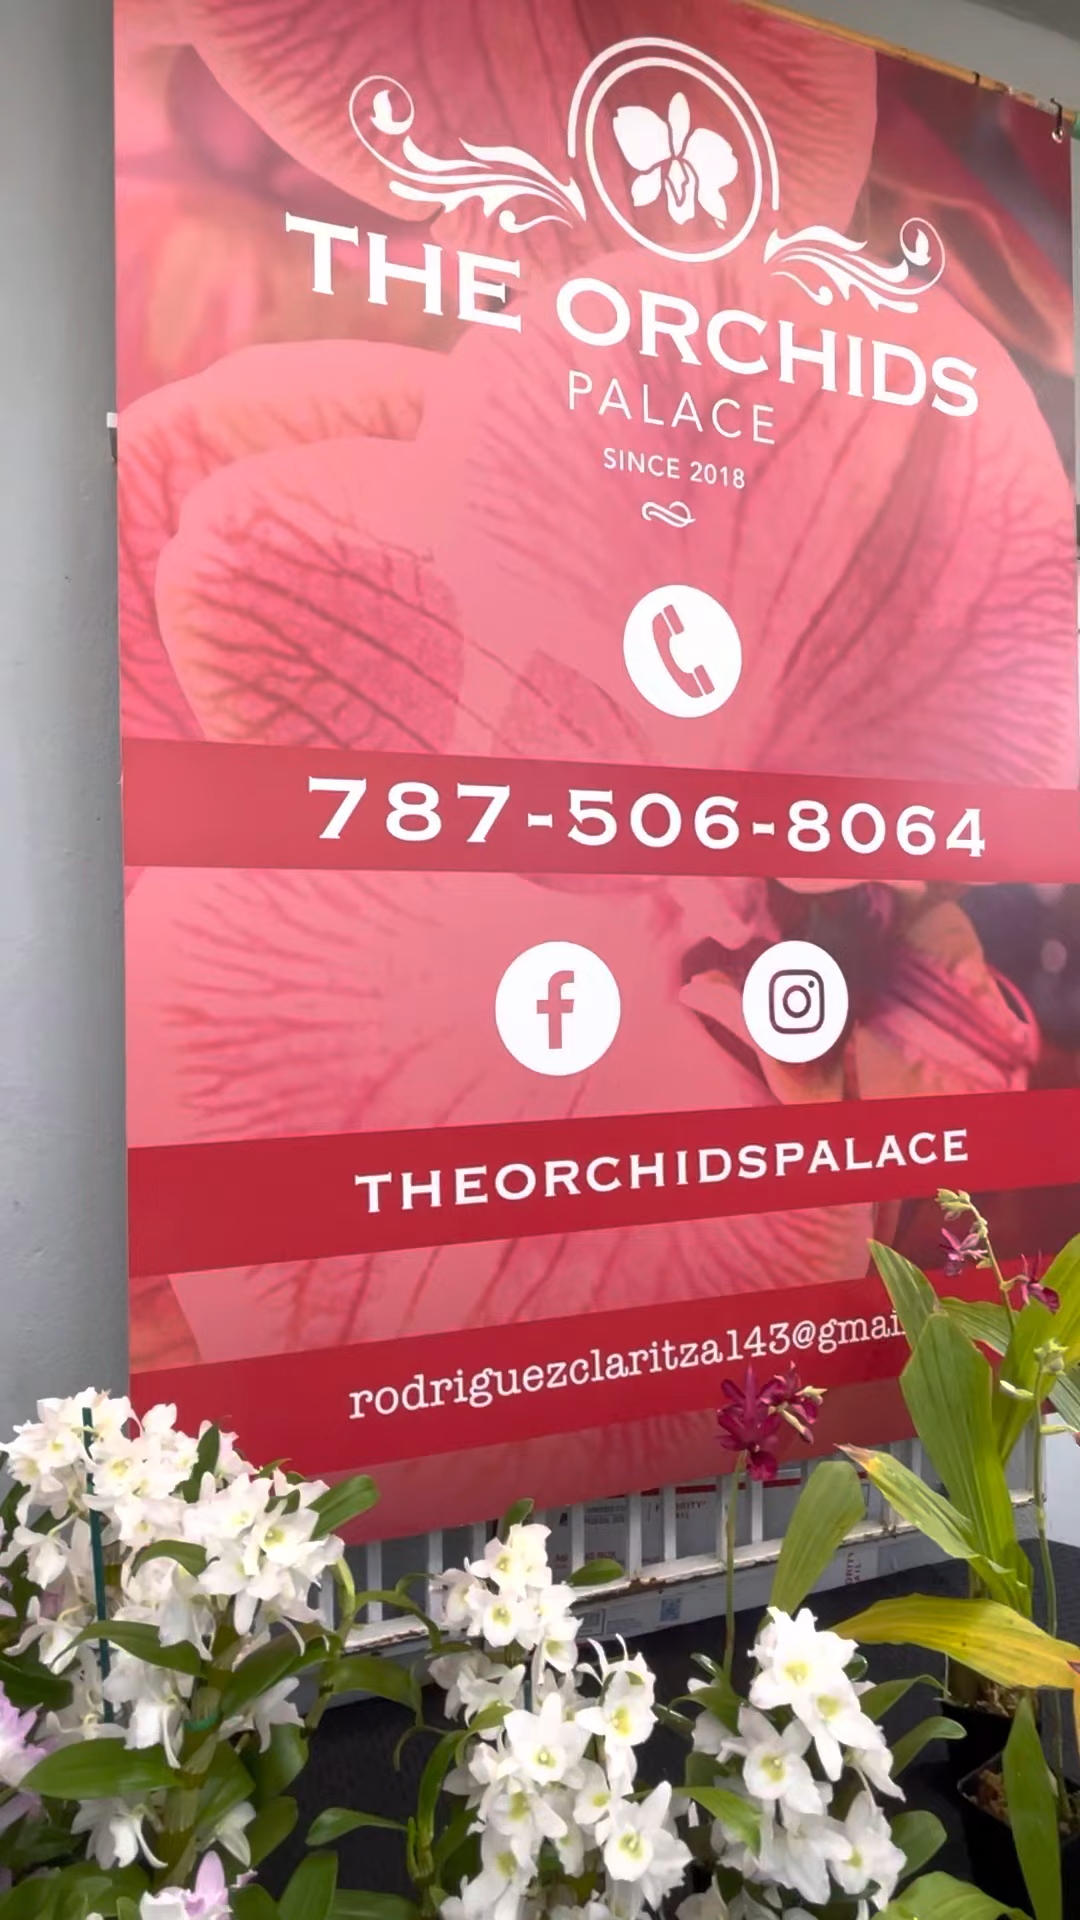 THE ORCHIDS
PALACE
SINCE 2018
787-506-8064
THEORCHIDSPALACE
rodriguezclaritza143@gmai